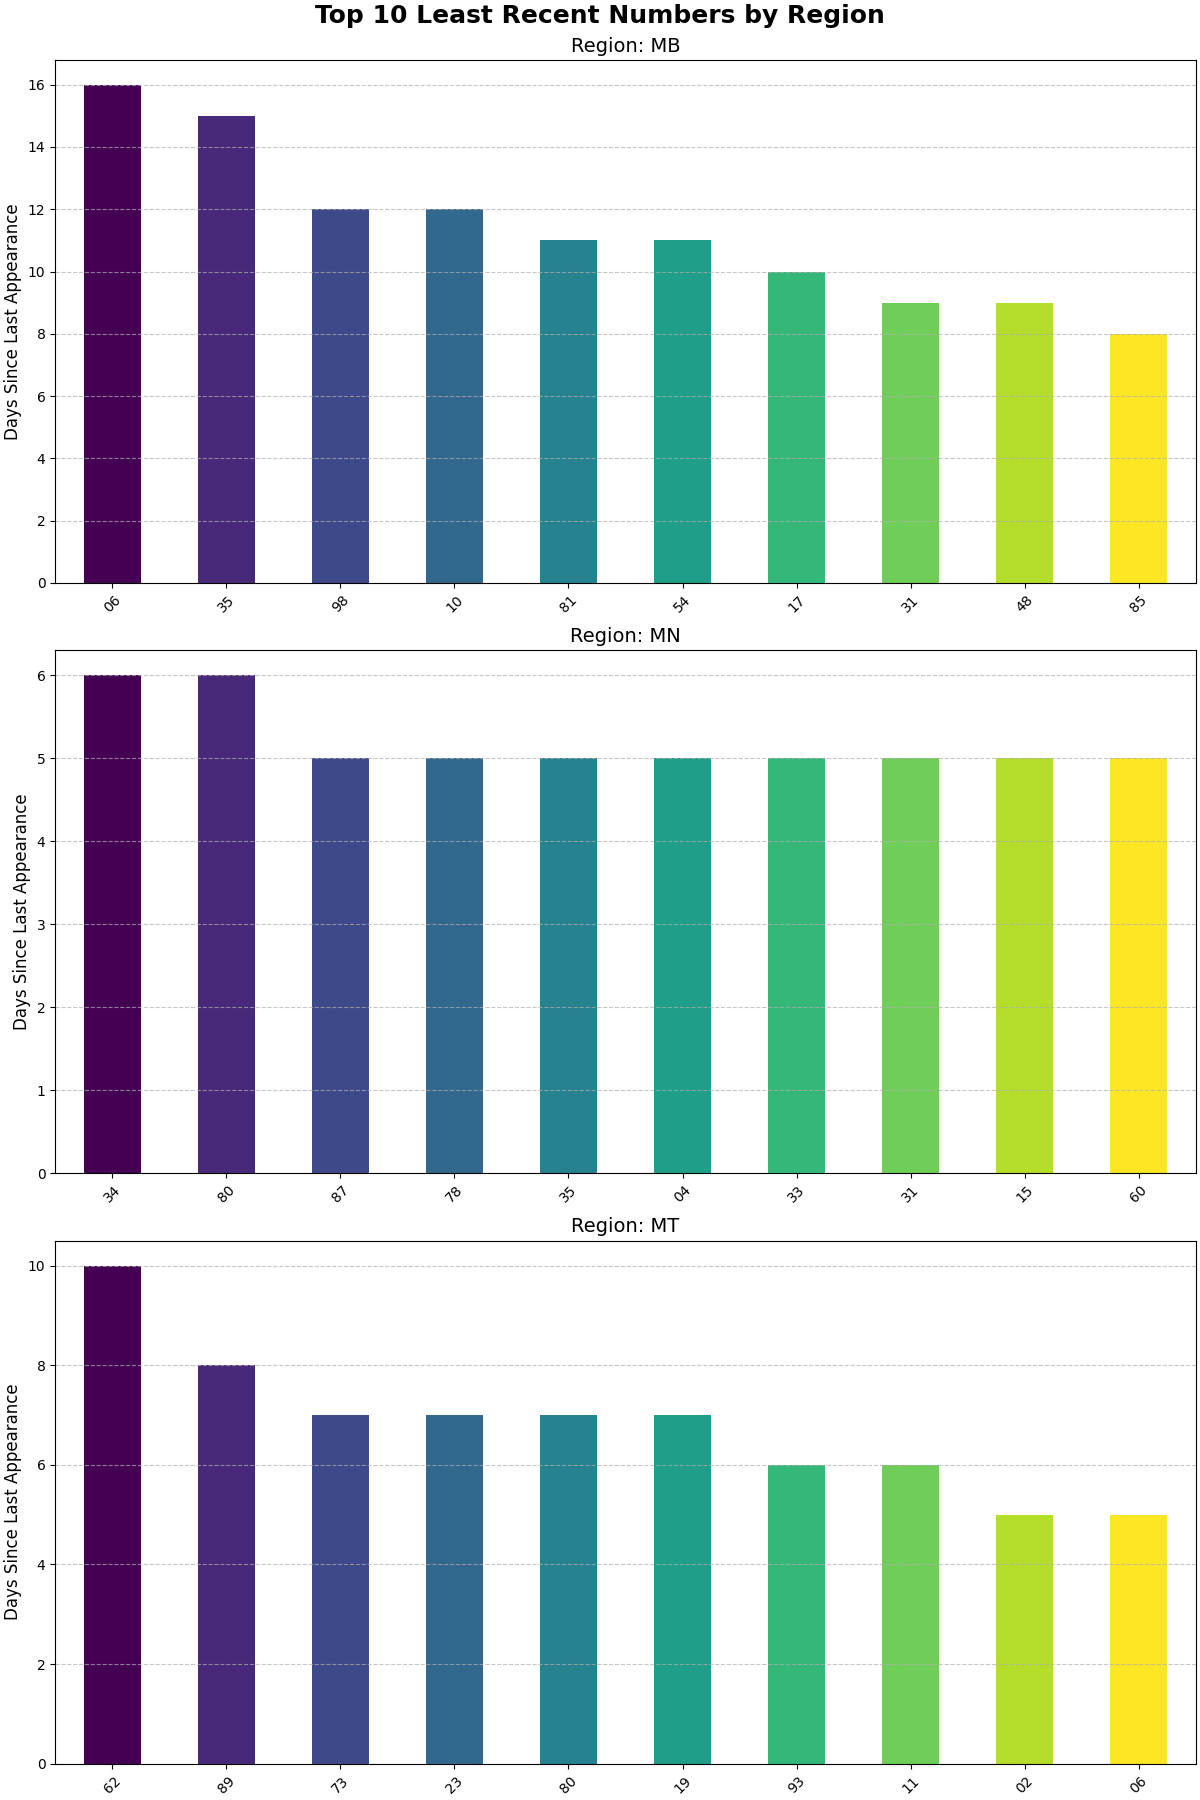 Top 10 Least Recent Numbers by Region
Region: MB
Days Since Last Appearance
16
14
12
10
8
6
4
2
0
06 35 98 10 81 54 17 31 48 85
Region: MN
Days Since Last Appearance
6
5
4
3
2
1
0
34 80 87 78 35 04 33 31 15 60
Region: MT
Days Since Last Appearance
10
8
6
4
2
0
62 89 73 23 80 19 93 11 02 06